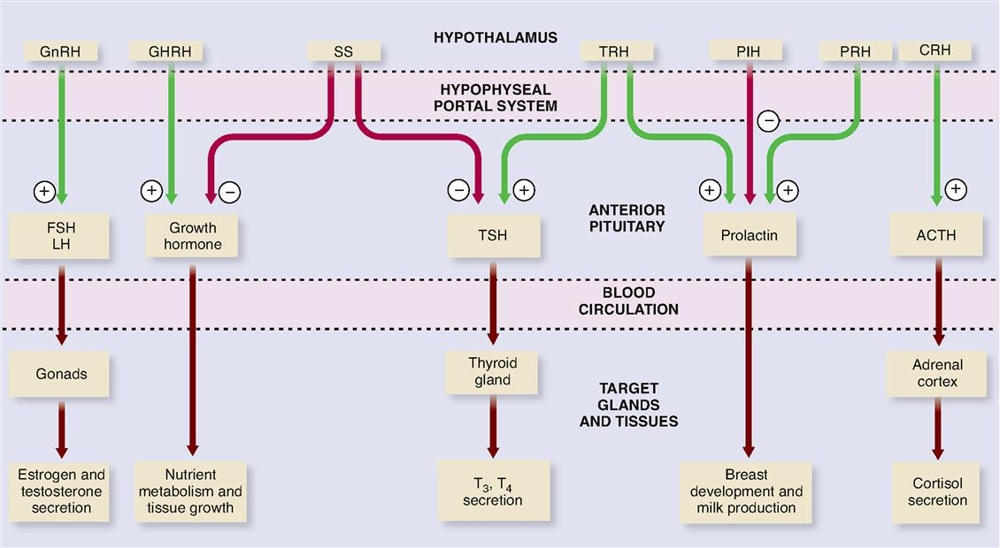 HYPOTHALAMUS
GnRH
GHRH
SS
TRH
PIH
PRH
CRH
HYPOPHYSEAL
PORTAL SYSTEM
−
+
+
−
−
+
+
+
+
ANTERIOR
PITUITARY
FSH
LH
Growth
hormone
TSH
Prolactin
ACTH
BLOOD
CIRCULATION
Gonads
Thyroid
gland
Adrenal
cortex
TARGET
GLANDS
AND TISSUES
Estrogen and
testosterone
secretion
Nutrient
metabolism and
tissue growth
T3, T4
secretion
Breast
development and
milk production
Cortisol
secretion